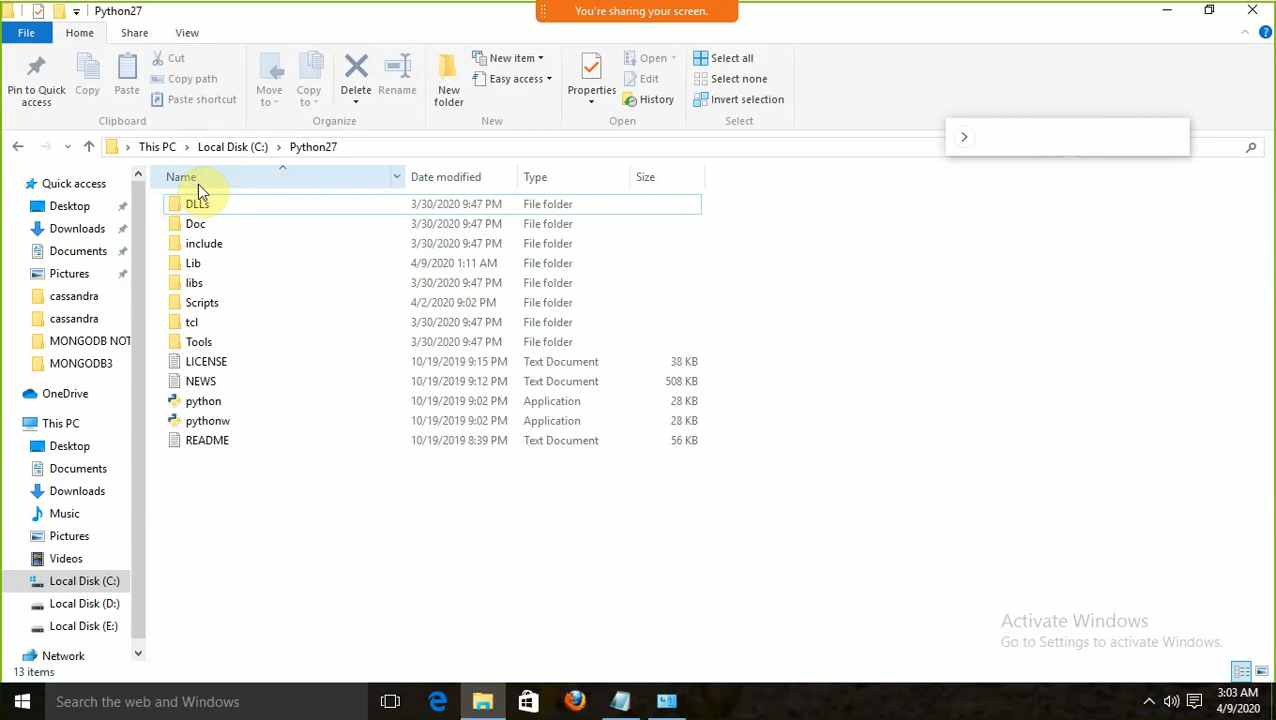 Python27
You're sharing your screen.
File Home Share View
Pin to Quick access
Copy
Paste
Cut
Copy path
Paste shortcut
Clipboard
Move to
Copy to
Delete
Rename
Organize
New folder
New item
Easy access
New
Properties
Open
Edit
History
Open
Select all
Select none
Invert selection
Select
This PC > Local Disk (C:) > Python27
Name Date modified Type Size
DLLs 3/30/2020 9:47 PM File folder
Doc 3/30/2020 9:47 PM File folder
include 3/30/2020 9:47 PM File folder
Lib 4/9/2020 1:11 AM File folder
libs 3/30/2020 9:47 PM File folder
Scripts 4/2/2020 9:02 PM File folder
tcl 3/30/2020 9:47 PM File folder
Tools 3/30/2020 9:47 PM File folder
LICENSE 10/19/2019 9:15 PM Text Document 38 KB
NEWS 10/19/2019 9:12 PM Text Document 508 KB
python 10/19/2019 9:02 PM Application 28 KB
pythonw 10/19/2019 9:02 PM Application 28 KB
README 10/19/2019 8:39 PM Text Document 56 KB
Quick access
Desktop
Downloads
Documents
Pictures
cassandra
cassandra
MONGODB NOT
MONGODB3
OneDrive
This PC
Desktop
Documents
Downloads
Music
Pictures
Videos
Local Disk (C:)
Local Disk (D:)
Local Disk (E:)
Network
13 items
Activate Windows
Go to Settings to activate Windows.
Search the web and Windows
3:03 AM
4/9/2020